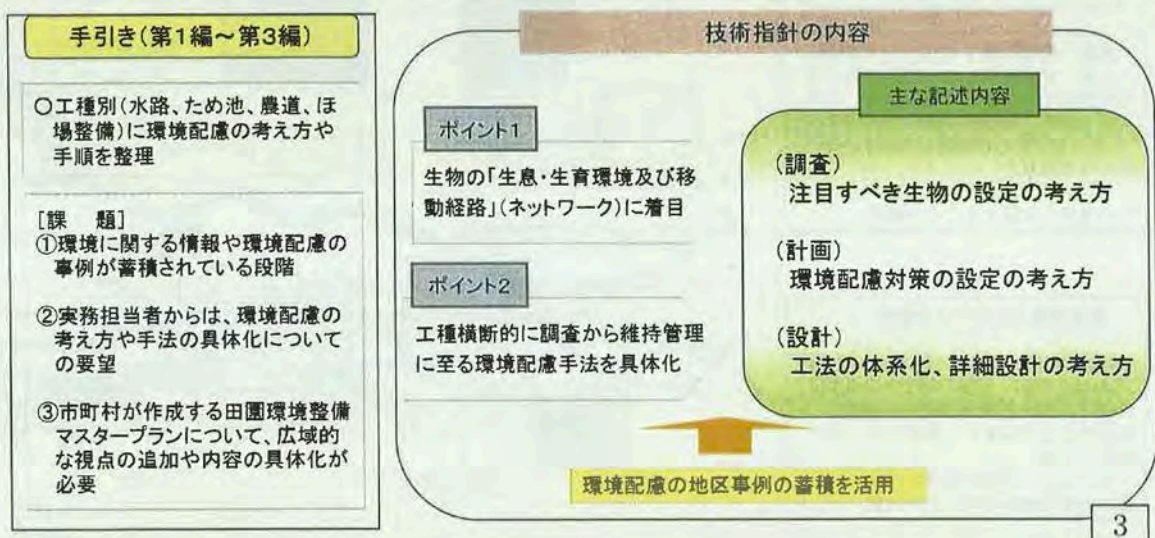 手引き(第1編～第3編)
○工種別(水路、ため池、農道、ほ
場整備)に環境配慮の考え方や
手順を整理
[課　題]
①環境に関する情報や環境配慮の
事例が蓄積されている段階
②実務担当者からは、環境配慮の
考え方や手法の具体化について
の要望
③市町村が作成する田園環境整備
マスタープランについて、広域的
な視点の追加や内容の具体化が
必要
技術指針の内容
ポイント1
生物の「生息・生育環境及び移
動経路」(ネットワーク)に着目
ポイント2
工種横断的に調査から維持管理
に至る環境配慮手法を具体化
主な記述内容
(調査)
注目すべき生物の設定の考え方
(計画)
環境配慮対策の設定の考え方
(設計)
工法の体系化、詳細設計の考え方
環境配慮の地区事例の蓄積を活用
3